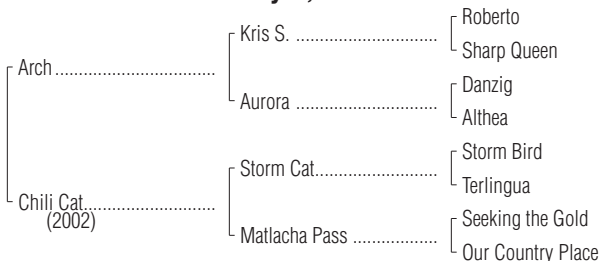 Roberto
Kris S. ..................................
Sharp Queen
Arch ......................................
Danzig
Aurora ..................................
Althea
Storm Bird
Storm Cat.............................
Terlingua
Chili Cat...............................
(2002)
Seeking the Gold
Matlacha Pass ....................
Our Country Place